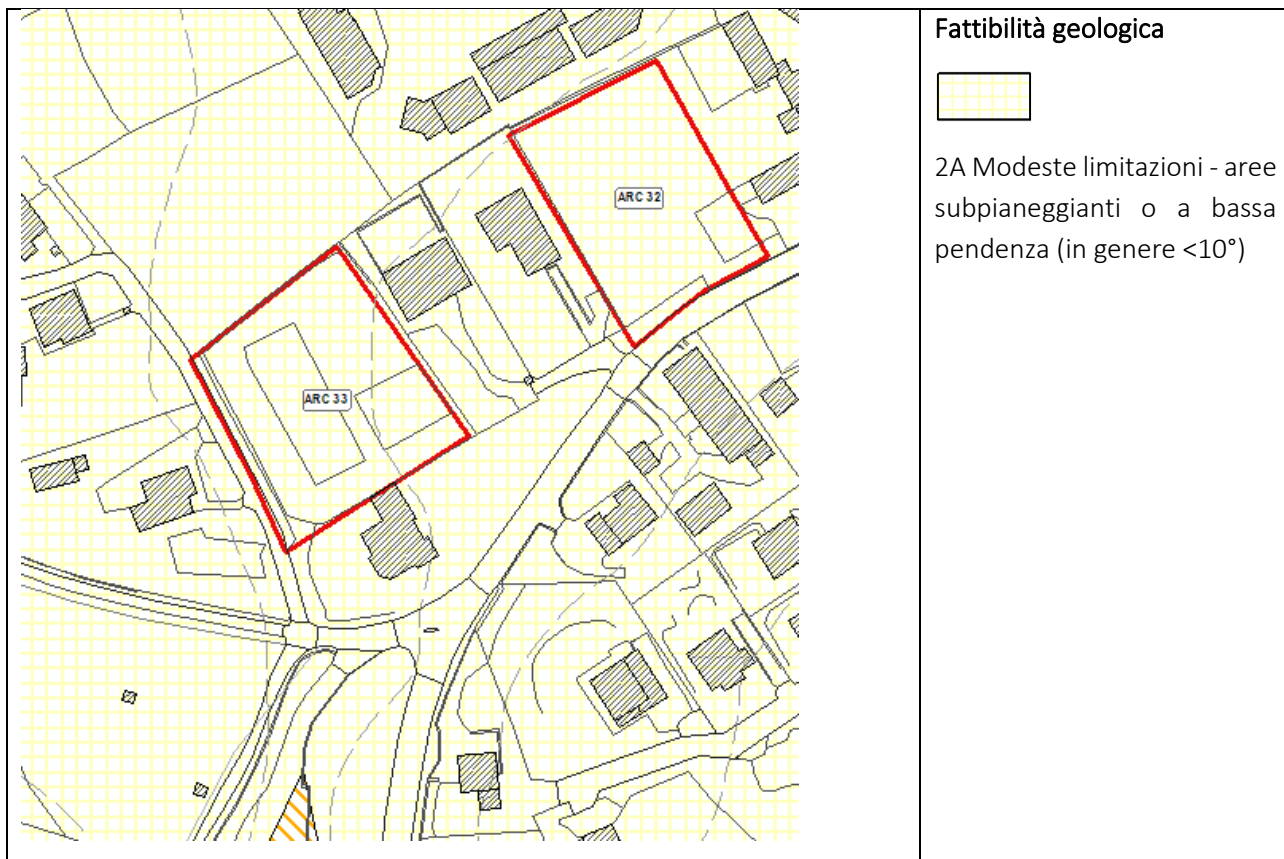 Fattibilità geologica
ARC 32
2A Modeste limitazioni - aree
subpianeggianti o a bassa
pendenza (in genere <10°)
ARC 33